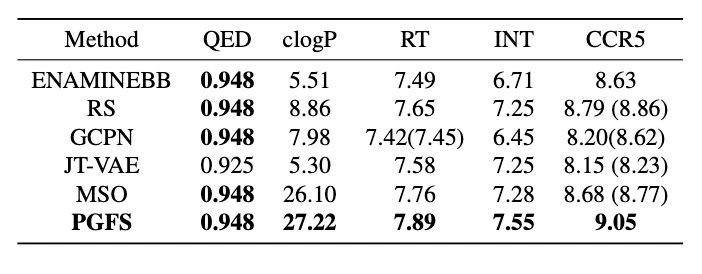 Method QED clogP RT INT CCR5
ENAMINEBB 0.948 5.51 7.49 6.71 8.63
RS 0.948 8.86 7.65 7.25 8.79 (8.86)
GCPN 0.948 7.98 7.42(7.45) 6.45 8.20(8.62)
JT-VAE 0.925 5.30 7.58 7.25 8.15 (8.23)
MSO 0.948 26.10 7.76 7.28 8.68 (8.77)
PGFS 0.948 27.22 7.89 7.55 9.05